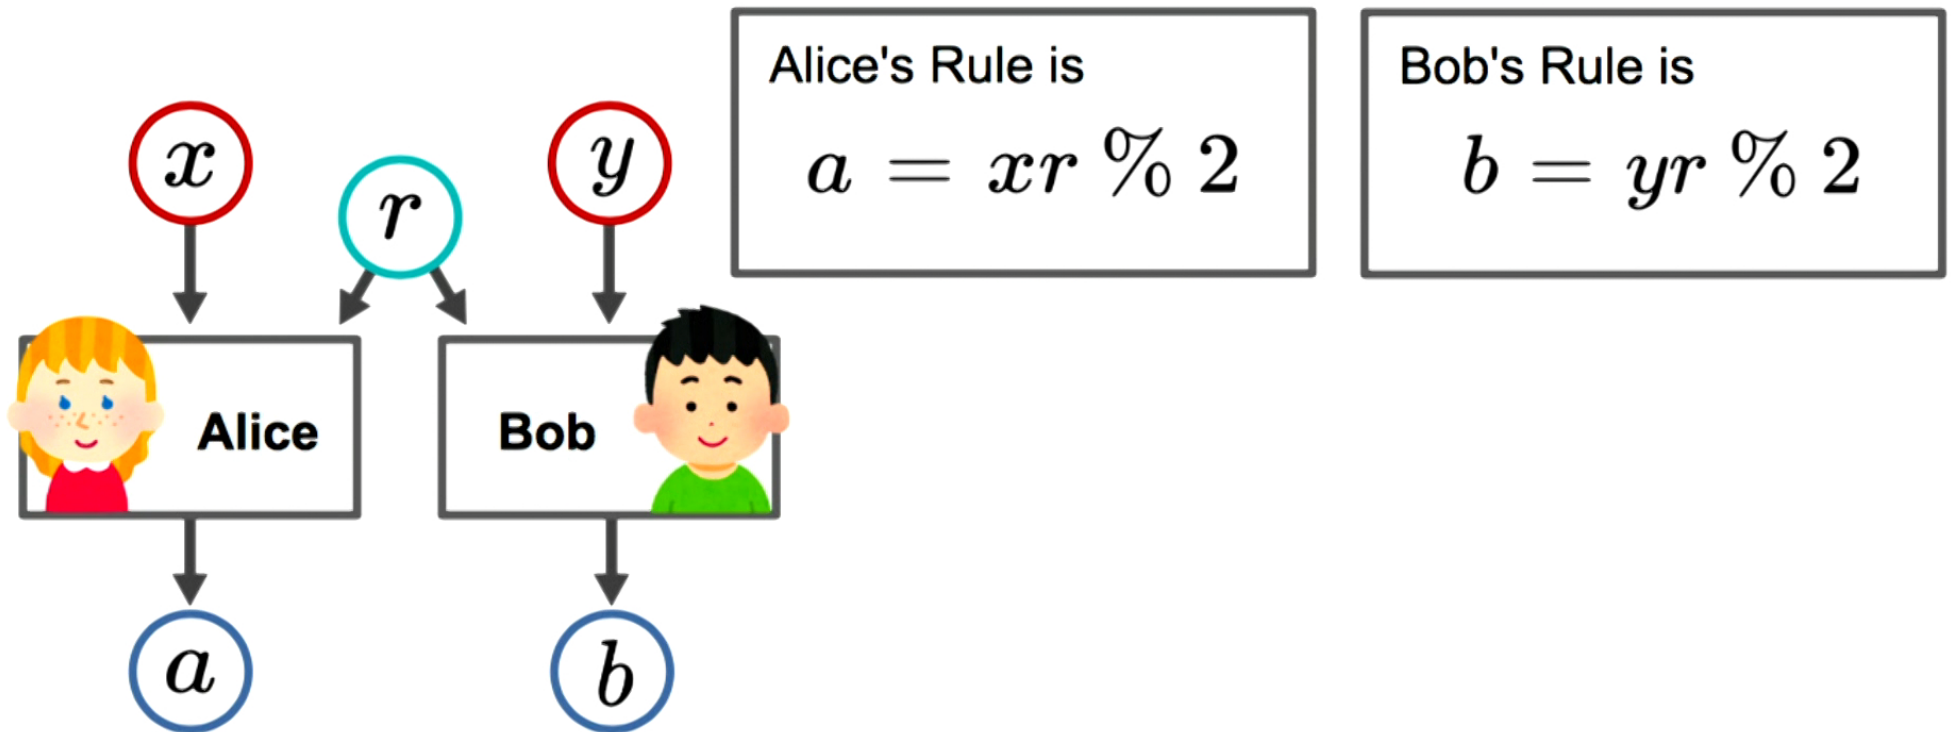 Alice's Rule is
a = xr % 2
Bob's Rule is
b = yr % 2
x
r
y
Alice
Bob
a
b